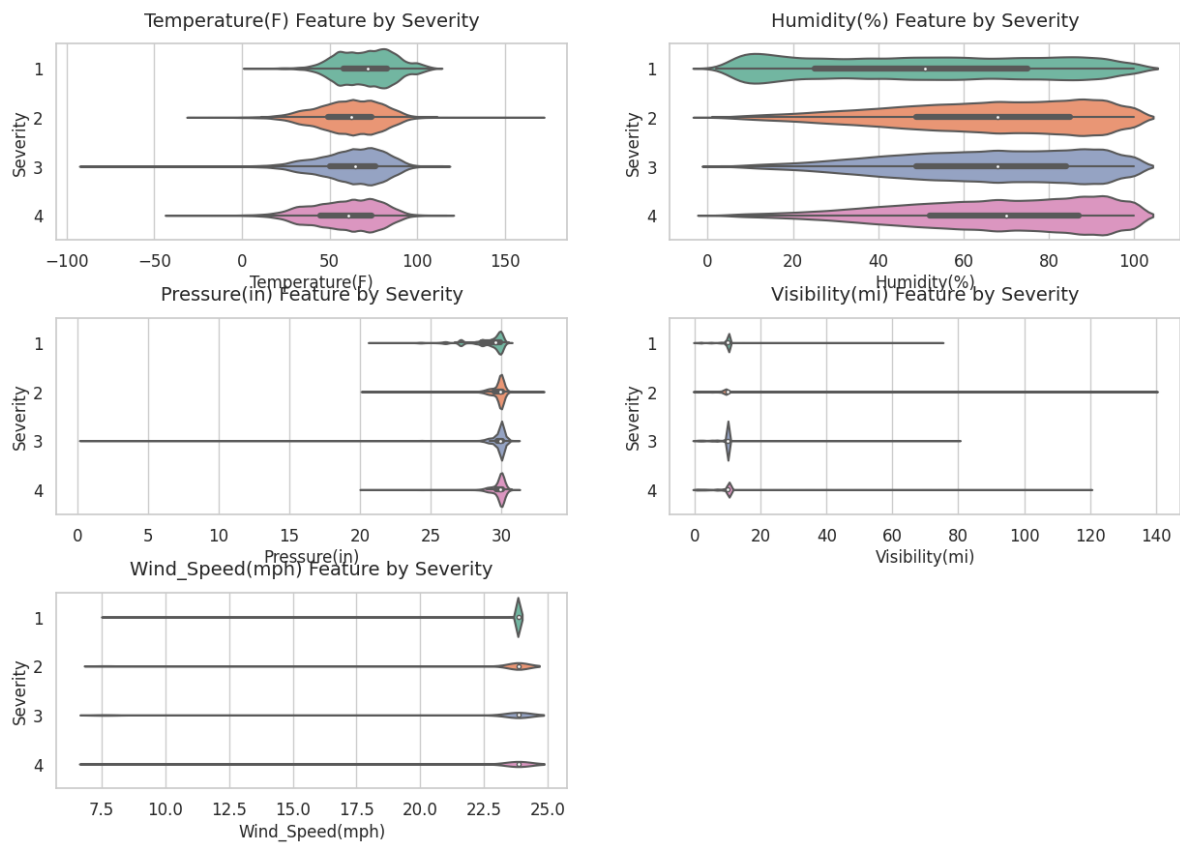 Temperature(F) Feature by Severity
Severity
1
2
3
4
−100 −50 0 50 100 150
Temperature(F)
Humidity(%) Feature by Severity
Severity
1
2
3
4
0 20 40 60 80 100
Humidity(%)
Pressure(in) Feature by Severity
Severity
1
2
3
4
0 5 10 15 20 25 30
Pressure(in)
Visibility(mi) Feature by Severity
Severity
1
2
3
4
0 20 40 60 80 100 120 140
Visibility(mi)
Wind_Speed(mph) Feature by Severity
Severity
1
2
3
4
7.5 10.0 12.5 15.0 17.5 20.0 22.5 25.0
Wind_Speed(mph)